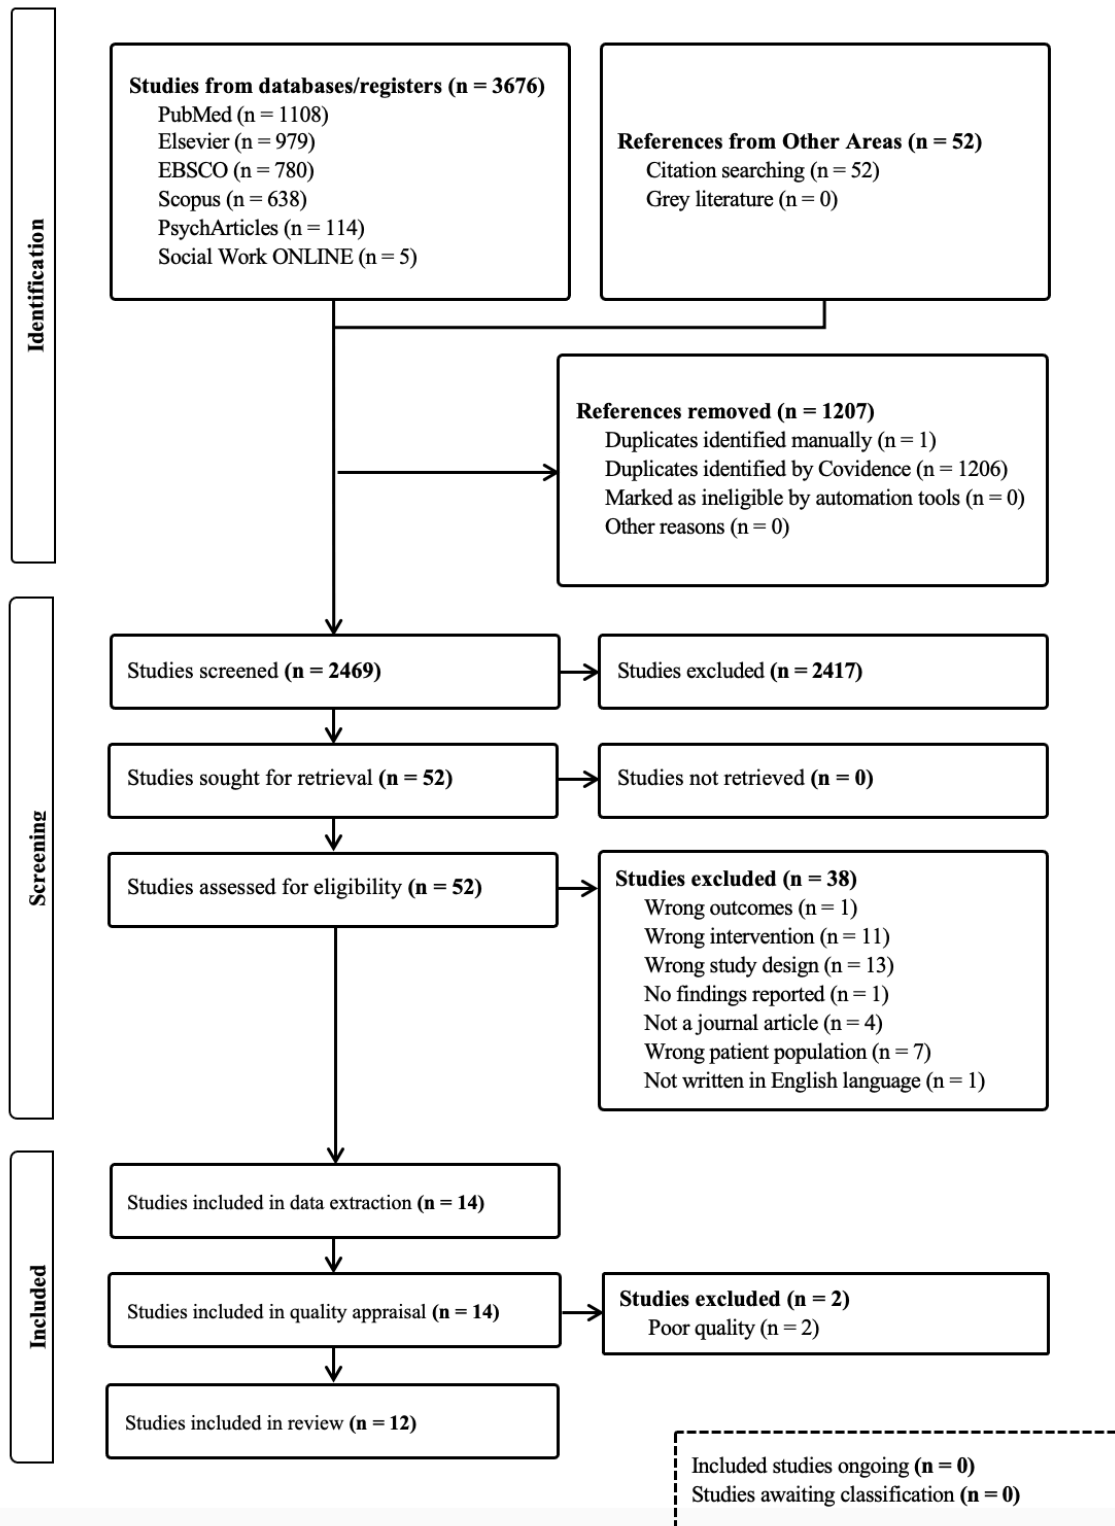 Identification
Studies from databases/registers (n = 3676)
PubMed (n = 1108)
Elsevier (n = 979)
EBSCO (n = 780)
Scopus (n = 638)
PsychArticles (n = 114)
Social Work ONLINE (n = 5)
References from Other Areas (n = 52)
Citation searching (n = 52)
Grey literature (n = 0)
References removed (n = 1207)
Duplicates identified manually (n = 1)
Duplicates identified by Covidence (n = 1206)
Marked as ineligible by automation tools (n = 0)
Other reasons (n = 0)
Screening
Studies screened (n = 2469)
Studies excluded (n = 2417)
Studies sought for retrieval (n = 52)
Studies not retrieved (n = 0)
Studies assessed for eligibility (n = 52)
Studies excluded (n = 38)
Wrong outcomes (n = 1)
Wrong intervention (n = 11)
Wrong study design (n = 13)
No findings reported (n = 1)
Not a journal article (n = 4)
Wrong patient population (n = 7)
Not written in English language (n = 1)
Included
Studies included in data extraction (n = 14)
Studies included in quality appraisal (n = 14)
Studies excluded (n = 2)
Poor quality (n = 2)
Studies included in review (n = 12)
Included studies ongoing (n = 0)
Studies awaiting classification (n = 0)